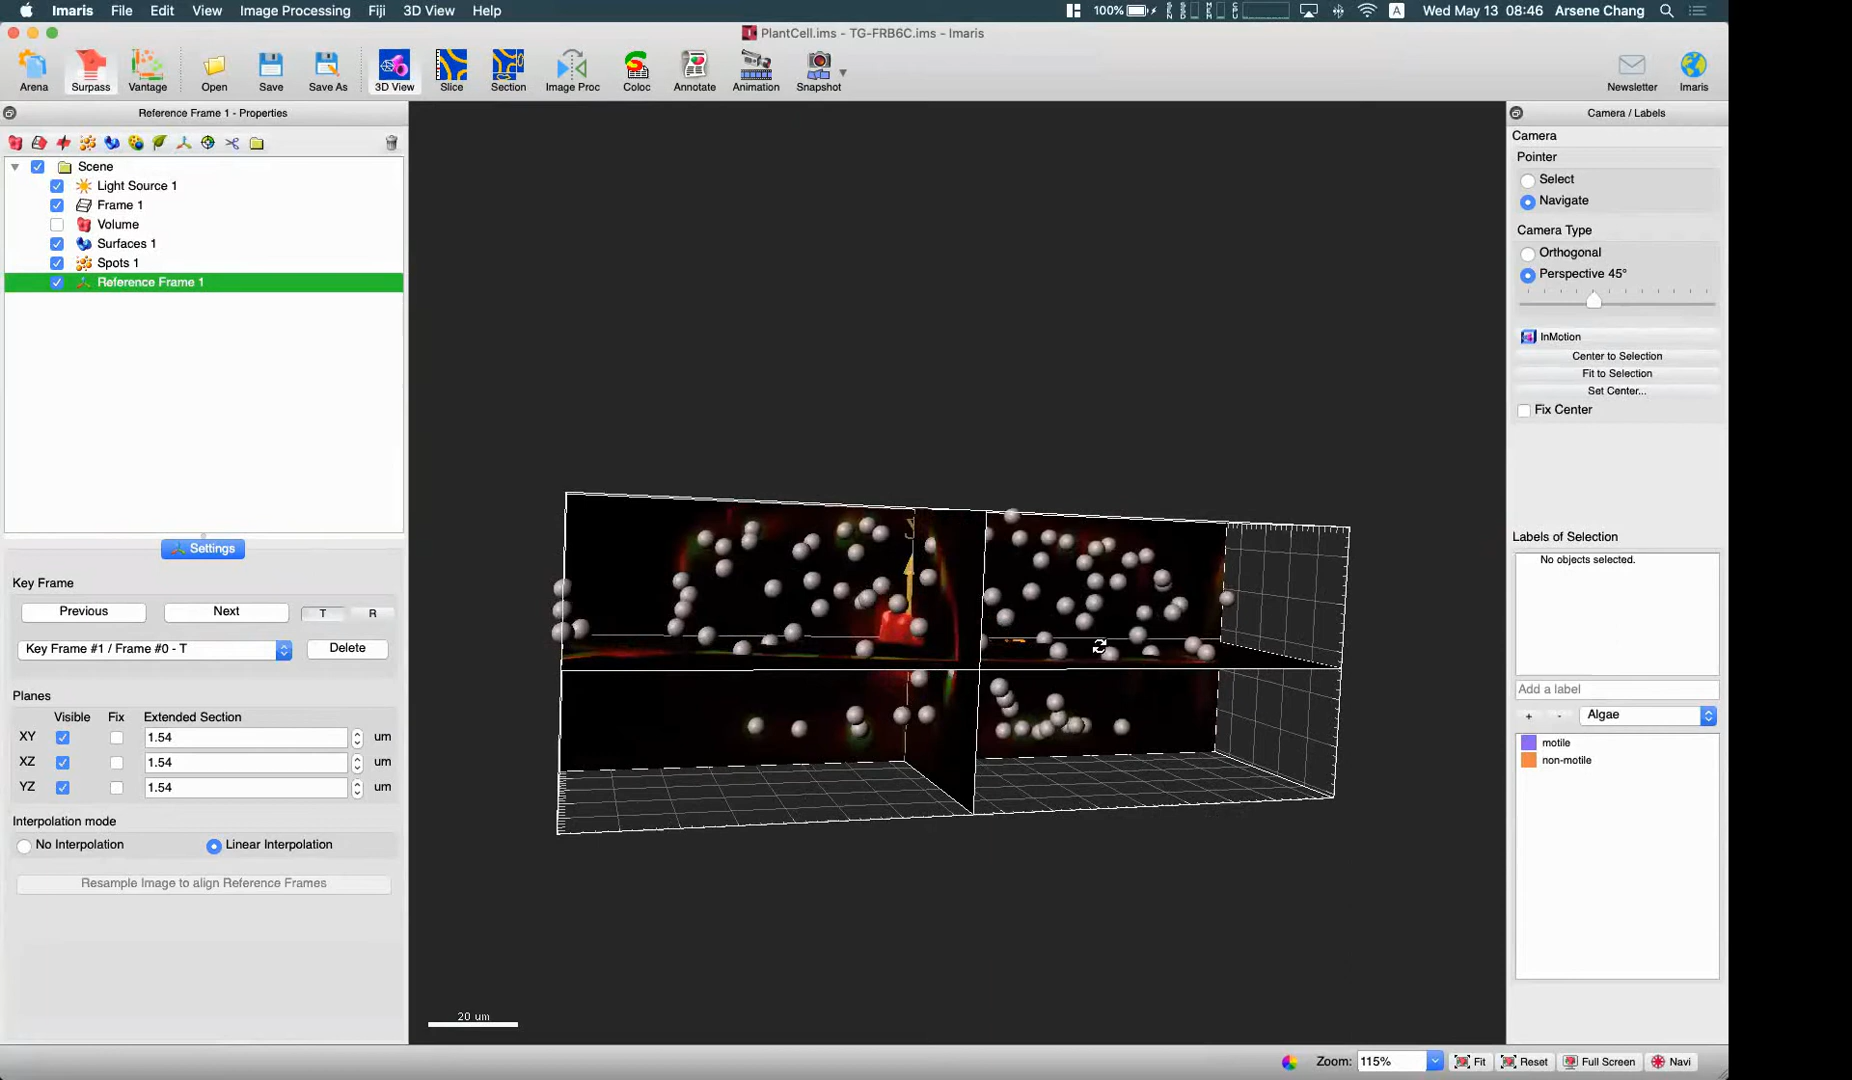 Imaris File Edit View Image Processing Fiji 3D View Help
100% A Wed May 13 08:46 Arsene Chang
PlantCell.ims - TG-FRB6C.ims - Imaris
Arena Surpass Vantage Open Save Save As 3D View Slice Section Image Proc Coloc Annotate Animation Snapshot Newsletter Imaris
Reference Frame 1 - Properties
Scene
Light Source 1
Frame 1
Volume
Surfaces 1
Spots 1
Reference Frame 1
Settings
Key Frame
Previous Next T R
Key Frame #1 / Frame #0 - T Delete
Planes
Visible Fix Extended Section
XY 1.54 um
XZ 1.54 um
YZ 1.54 um
Interpolation mode
No Interpolation Linear Interpolation
Resample Image to align Reference Frames
20 um
Camera / Labels
Camera
Pointer
Select
Navigate
Camera Type
Orthogonal
Perspective 45°
InMotion
Center to Selection
Fit to Selection
Set Center...
Fix Center
Labels of Selection
No objects selected.
Add a label
+ - Algae
motile
non-motile
Zoom: 115% Fit Reset Full Screen Navi